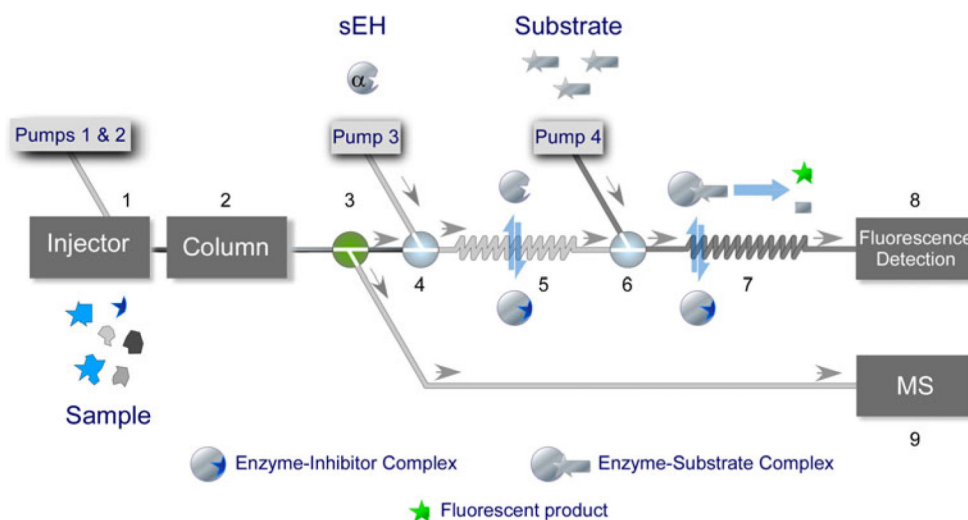 sEH
Substrate
α
Pumps 1 & 2
Pump 3
Pump 4
1
2
3
8
Injector
Column
Fluorescence
Detection
4
5
6
7
MS
Sample
9
Enzyme-Inhibitor Complex
Enzyme-Substrate Complex
Fluorescent product